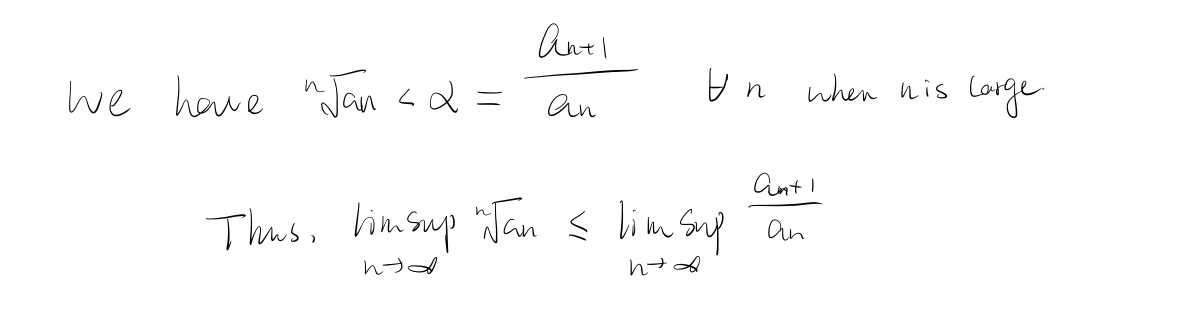 We have $\sqrt[n]{a_n} < \alpha = \frac{a_{n+1}}{a_n}$ ∀ n when n is large.
Thus, $\limsup_{n \to \infty} \sqrt[n]{a_n} \leq \limsup_{n \to \infty} \frac{a_{n+1}}{a_n}$